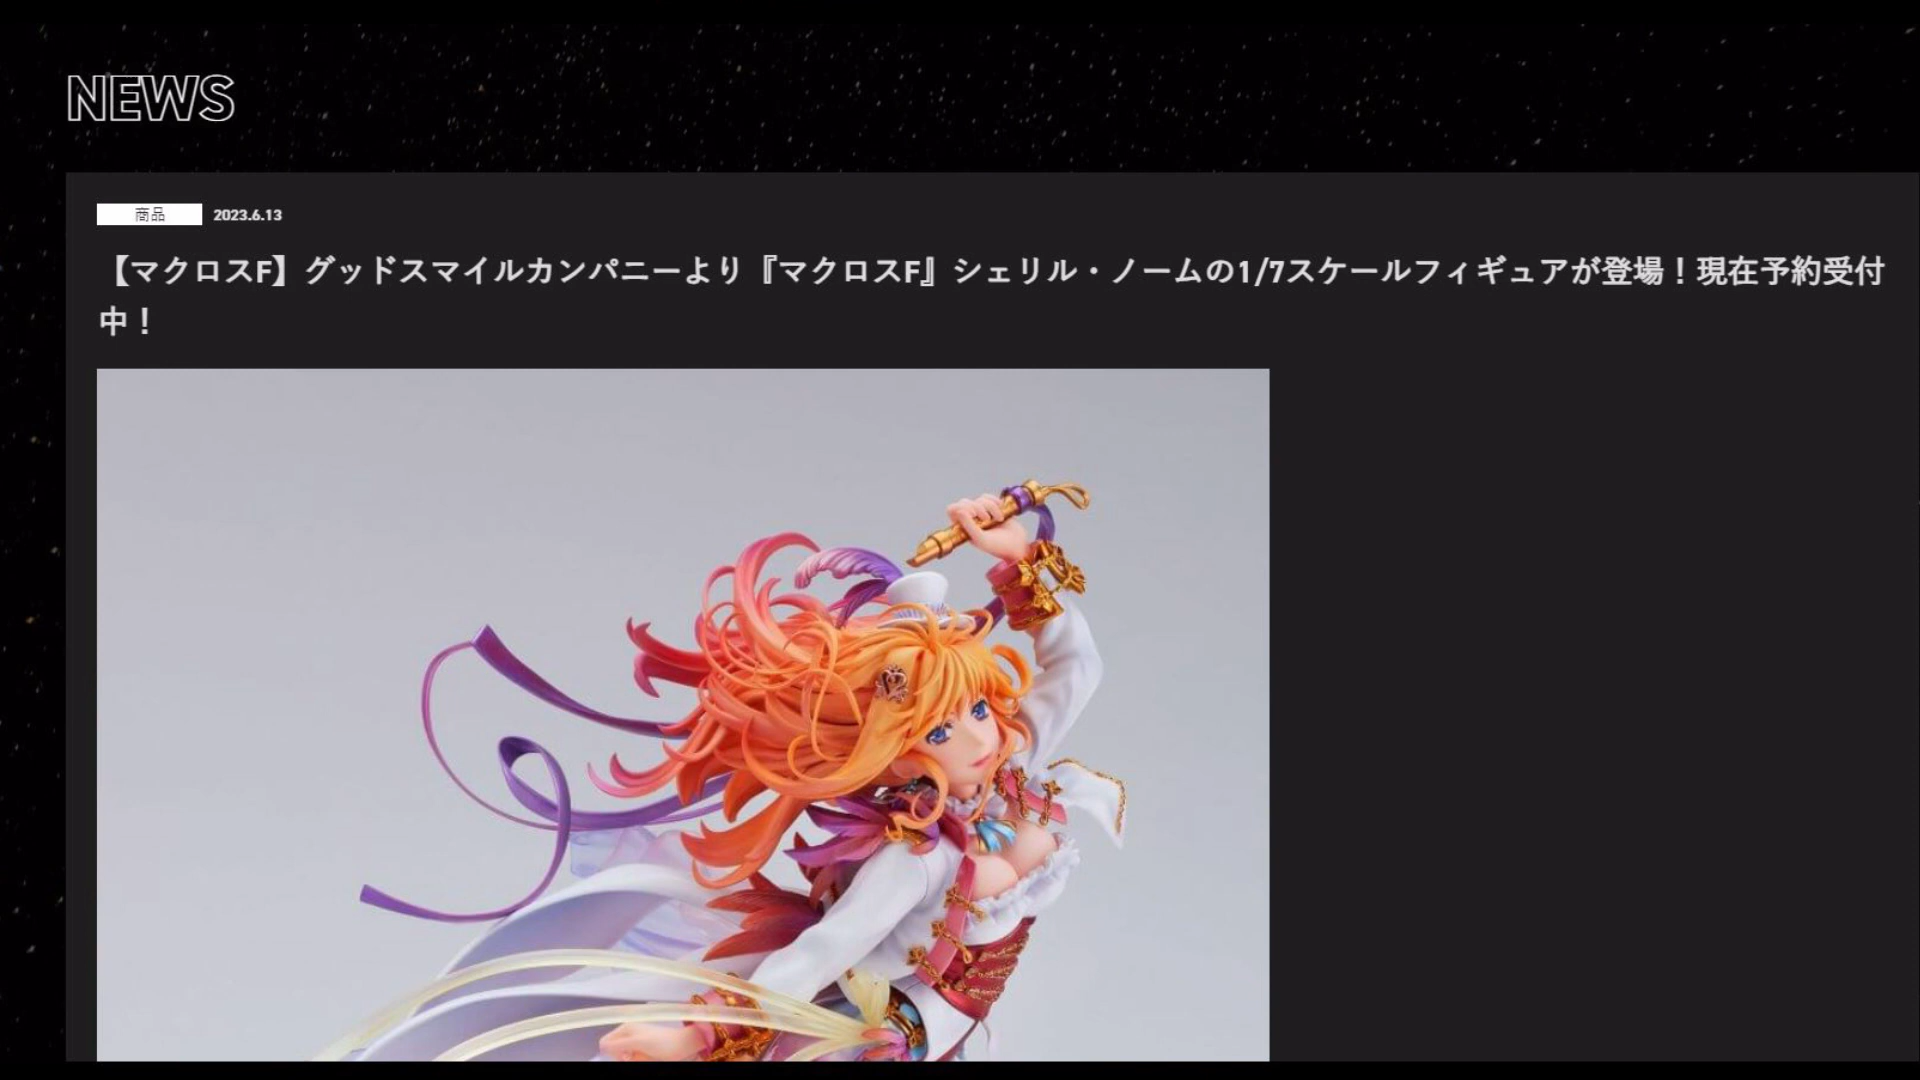 NEWS
商品 2023.6.13
【マクロスF】グッドスマイルカンパニーより『マクロスF』シェリル・ノームの1/7スケールフィギュアが登場！現在予約受付
中！